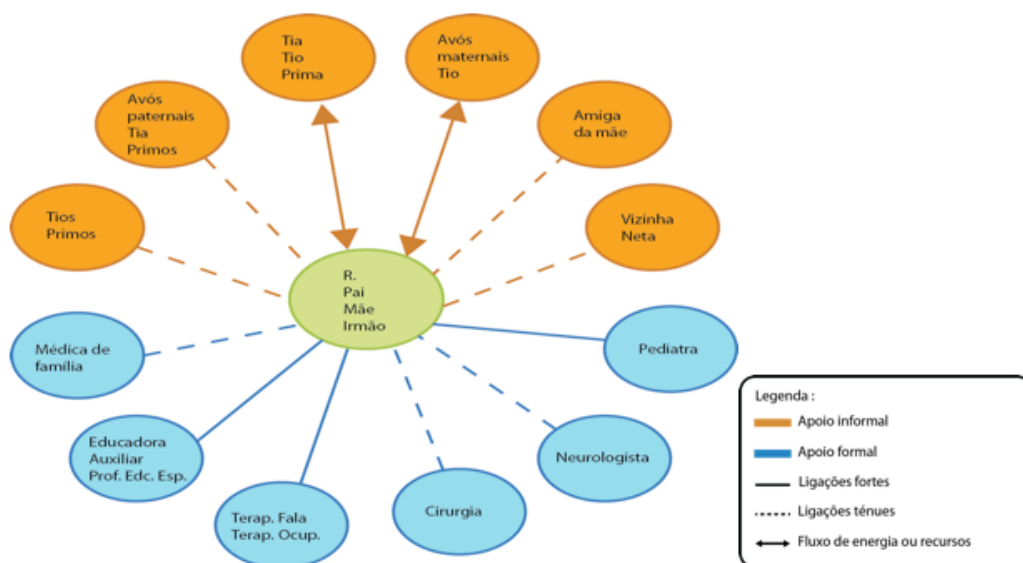 Tia
Tio
Prima
Avós
maternais
Tio
Avós
paternais
Tia
Primos
Amiga
da mãe
Tios
Primos
Vizinha
Neta
R.
Pai
Mãe
Irmão
Médica de
família
Pediatra
Educadora
Auxiliar
Prof. Edc. Esp.
Neurologista
Terap. Fala
Terap. Ocup.
Cirurgia
Legenda :
Apoio informal
Apoio formal
Ligações fortes
Ligações ténues
Fluxo de energia ou recursos